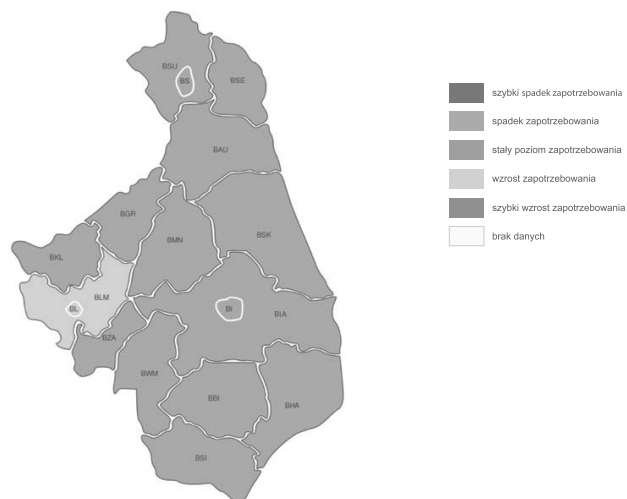 BSU
BS
BSE
BAU
BGR
BMN
BSK
BKL
BLM
BL
BI
BIA
BZA
BWM
BBI
BHA
BSI
szybki spadek zapotrzebowania
spadek zapotrzebowania
stały poziom zapotrzebowania
wzrost zapotrzebowania
szybki wzrost zapotrzebowania
brak danych